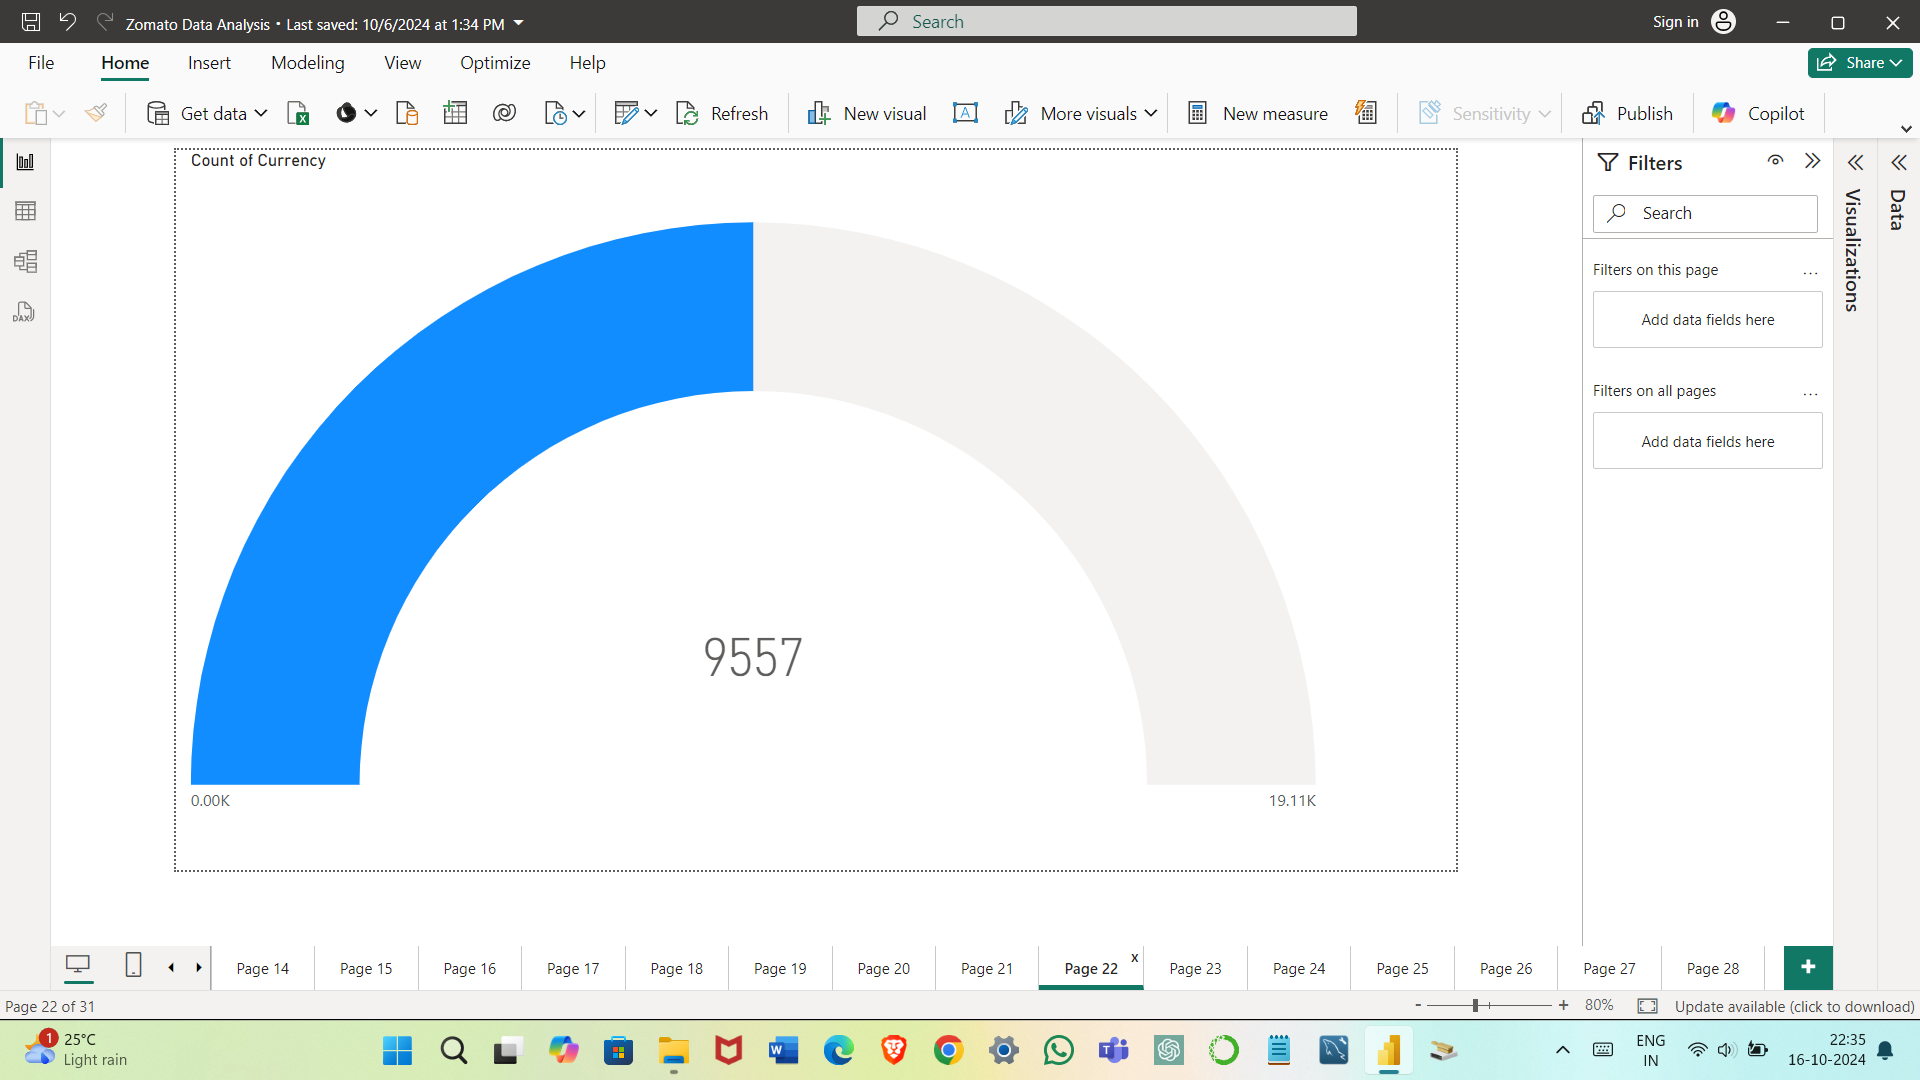 Zomato Data Analysis • Last saved: 10/6/2024 at 1:34 PM
Search
Sign in
File Home Insert Modeling View Optimize Help
Share
Get data
Refresh
New visual
A
More visuals
New measure
Sensitivity
Publish
Copilot
Count of Currency
9557
0.00K
19.11K
DAX
Filters
Search
Filters on this page
...
Add data fields here
Filters on all pages
...
Add data fields here
Visualizations
Data
Page 14
Page 15
Page 16
Page 17
Page 18
Page 19
Page 20
Page 21
Page 22
x
Page 23
Page 24
Page 25
Page 26
Page 27
Page 28
+
Page 22 of 31
- + 80%
Update available (click to download)
1
25°C
Light rain
W
T
ENG
IN
22:35
16-10-2024